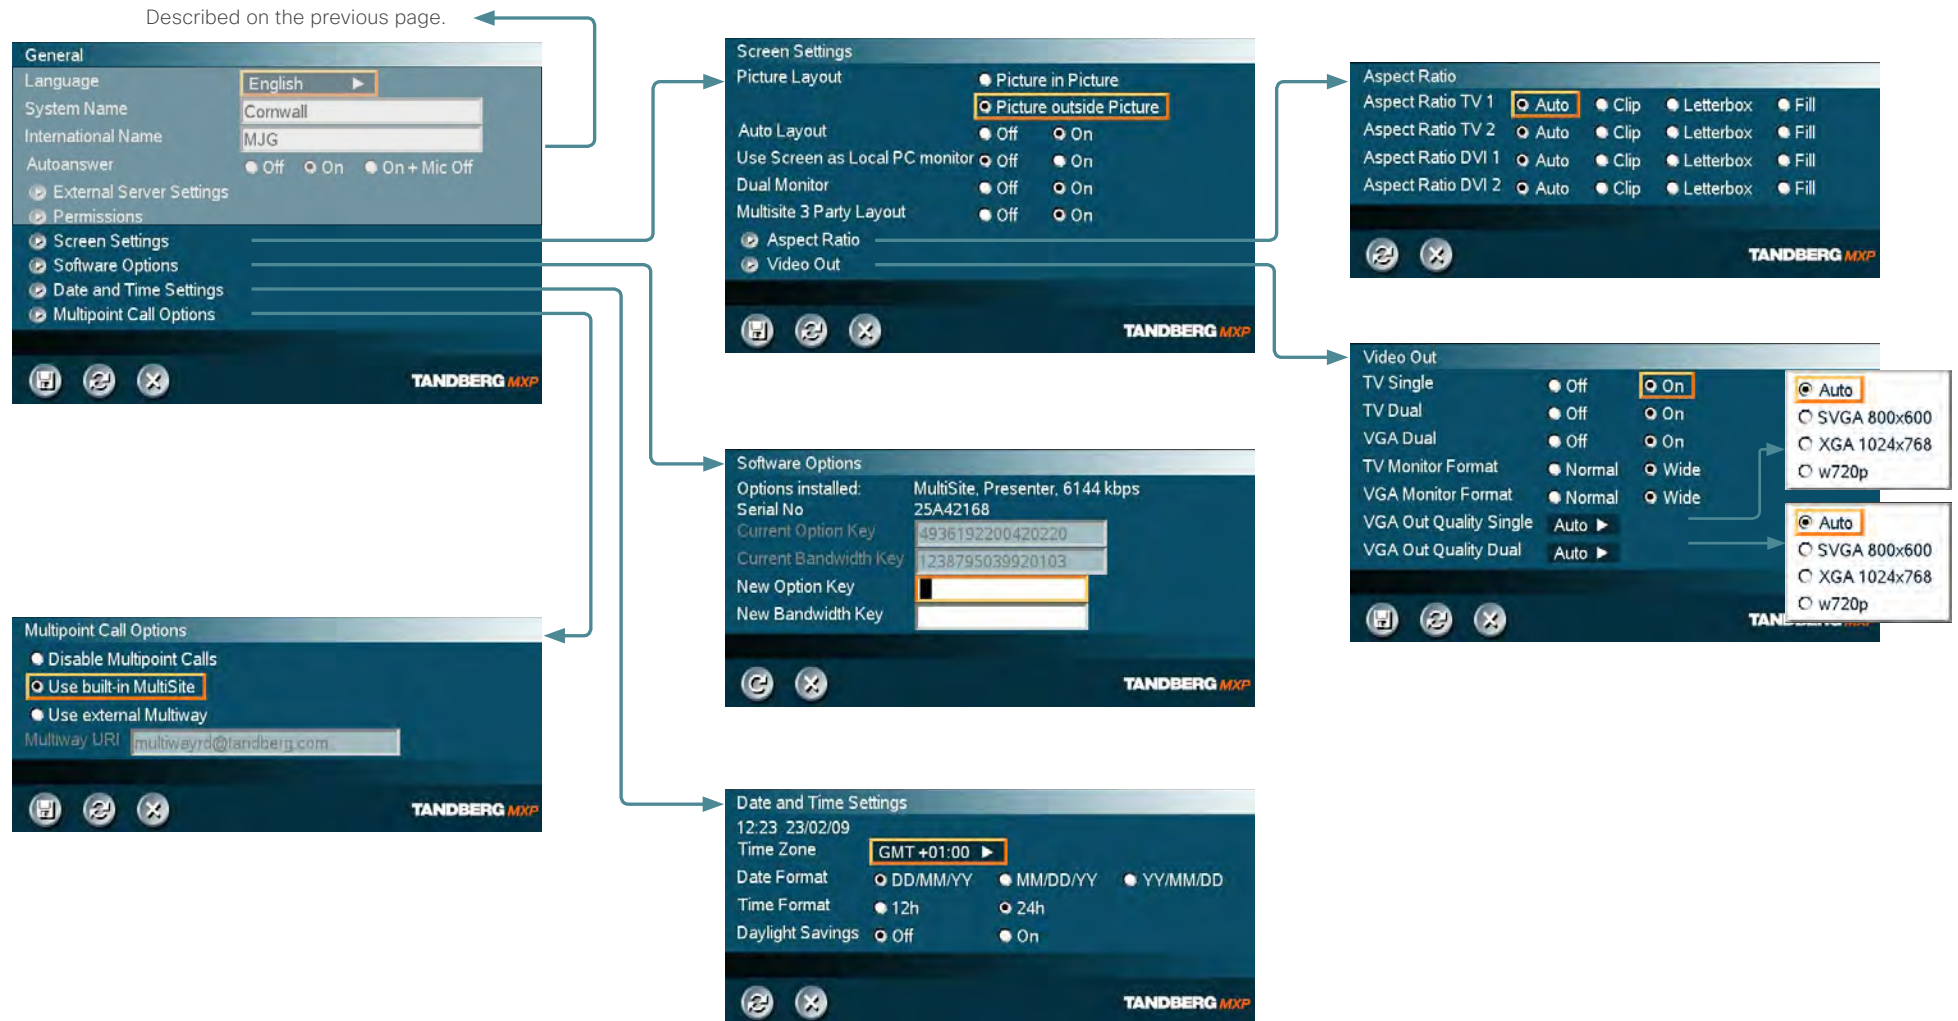 Described on the previous page.
General
Language English
System Name Cornwall
International Name MJG
Autoanswer Off On On + Mic Off
External Server Settings
Permissions
Screen Settings
Software Options
Date and Time Settings
Multipoint Call Options
TANDBERG MXP
Screen Settings
Picture Layout Picture in Picture
Picture outside Picture
Auto Layout Off On
Use Screen as Local PC monitor Off On
Dual Monitor Off On
Multisite 3 Party Layout Off On
Aspect Ratio
Video Out
TANDBERG MXP
Aspect Ratio
Aspect Ratio TV 1 Auto Clip Letterbox Fill
Aspect Ratio TV 2 Auto Clip Letterbox Fill
Aspect Ratio DVI 1 Auto Clip Letterbox Fill
Aspect Ratio DVI 2 Auto Clip Letterbox Fill
TANDBERG MXP
Video Out
TV Single Off On
TV Dual Off On
VGA Dual Off On
TV Monitor Format Normal Wide
VGA Monitor Format Normal Wide
VGA Out Quality Single Auto
VGA Out Quality Dual Auto
Auto
SVGA 800x600
XGA 1024x768
w720p
Auto
SVGA 800x600
XGA 1024x768
w720p
Software Options
Options installed: MultiSite, Presenter, 6144 kbps
Serial No 25A42168
Current Option Key 4936192200420220
Current Bandwidth Key 1238795039920103
New Option Key
New Bandwidth Key
TANDBERG MXP
Multipoint Call Options
Disable Multipoint Calls
Use built-in MultiSite
Use external Multiway
Multiway URI multiwayrd@tandberg.com
TANDBERG MXP
Date and Time Settings
12:23 23/02/09
Time Zone GMT +01:00
Date Format DD/MM/YY MM/DD/YY YY/MM/DD
Time Format 12h 24h
Daylight Savings Off On
TANDBERG MXP